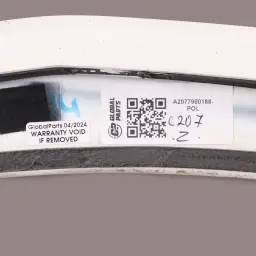 GlobalParts 04/2024
WARRANTY VOID
IF REMOVED
GLOBAL
PARTS
A2077900188-
POL
C207
Z.